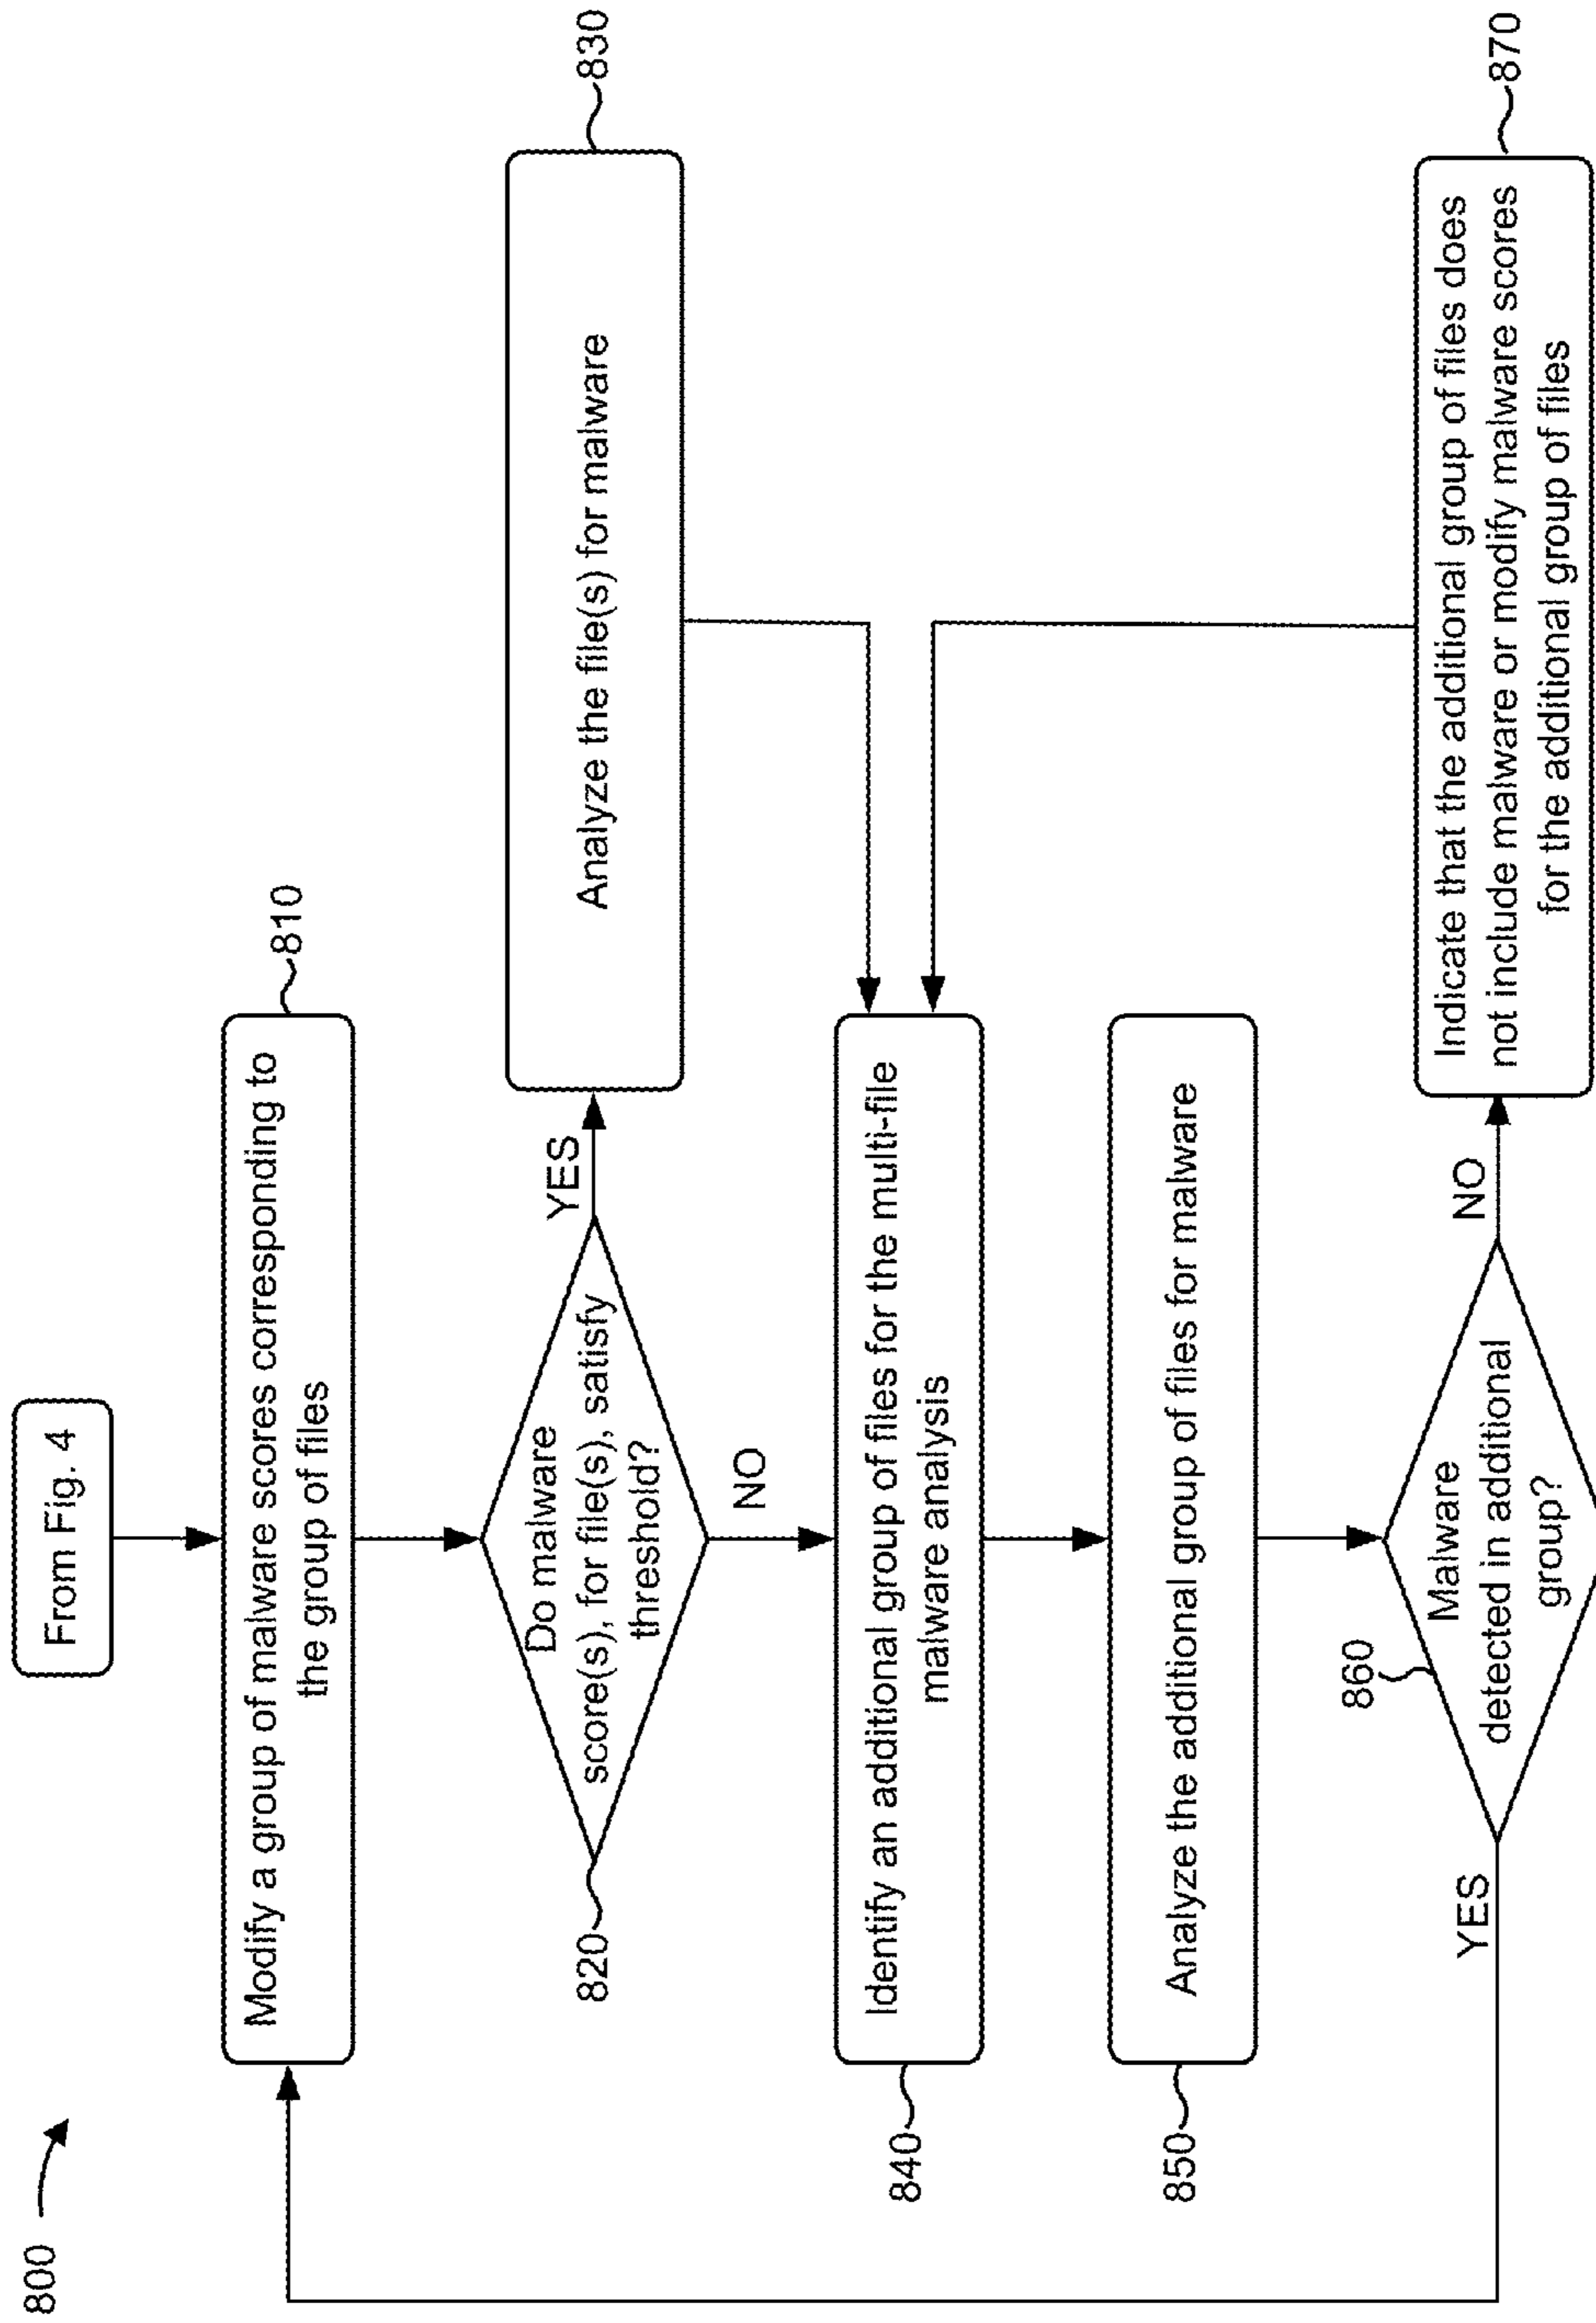 800
From Fig. 4
Modify a group of malware scores corresponding to
the group of files
810
Do malware
score(s), for file(s), satisfy
threshold?
820
YES
Analyze the file(s) for malware
830
NO
Identify an additional group of files for the multi-file
malware analysis
840
Analyze the additional group of files for malware
850
Malware
detected in additional
group?
860
YES
NO
Indicate that the additional group of files does
not include malware or modify malware scores
for the additional group of files
870